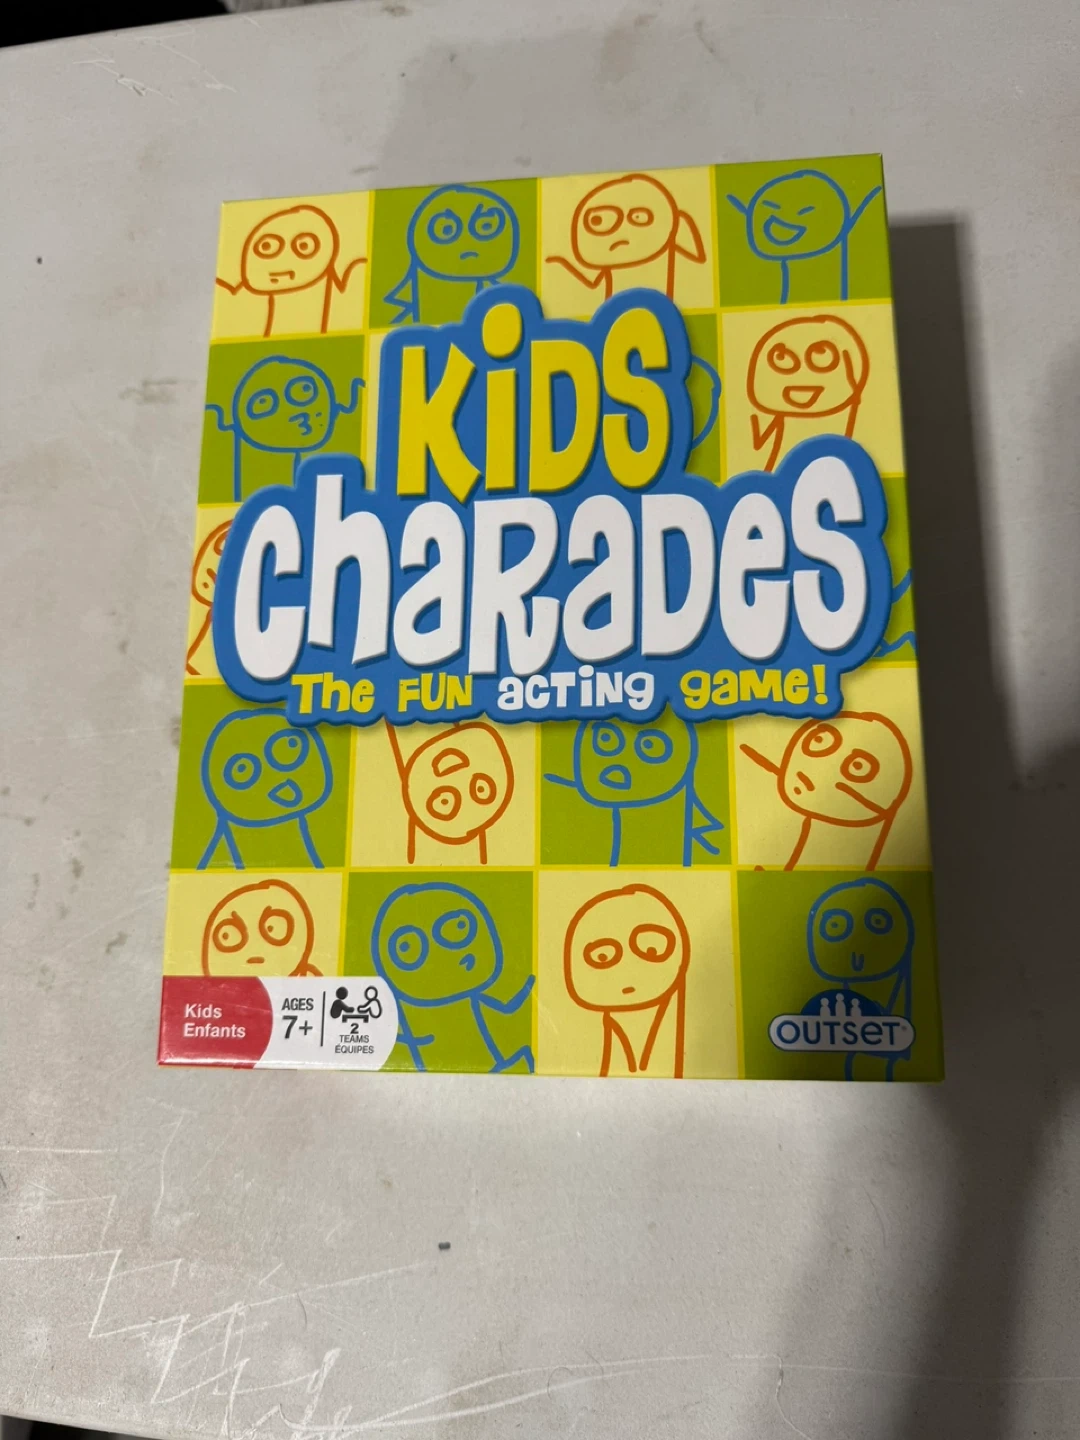 KiDS
CHARADES
The FUN acTiNg game!
Kids
Enfants
AGES
7+
2
TEAMS
ÉQUIPES
OUTSET